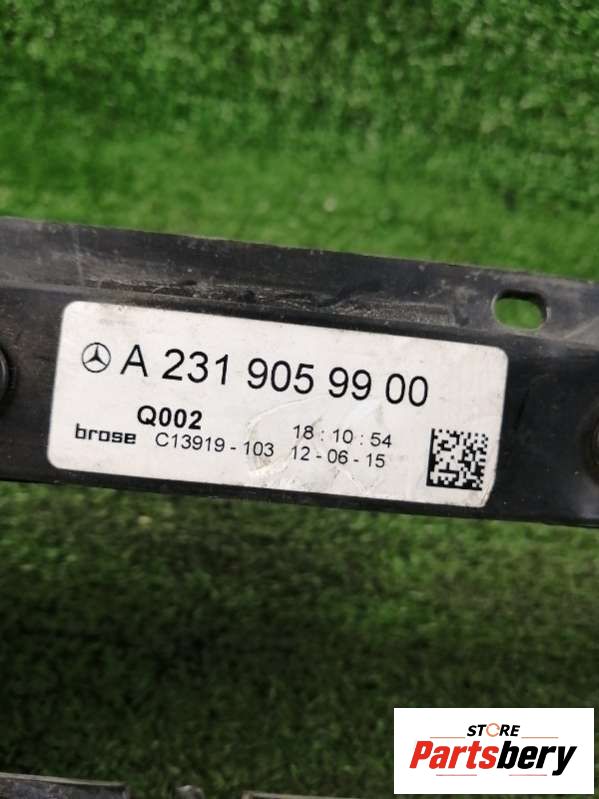 A 231 905 99 00
Q002
18 : 10 : 54
brose C13919 - 103 12 - 06 - 15
STORE
Partsbery